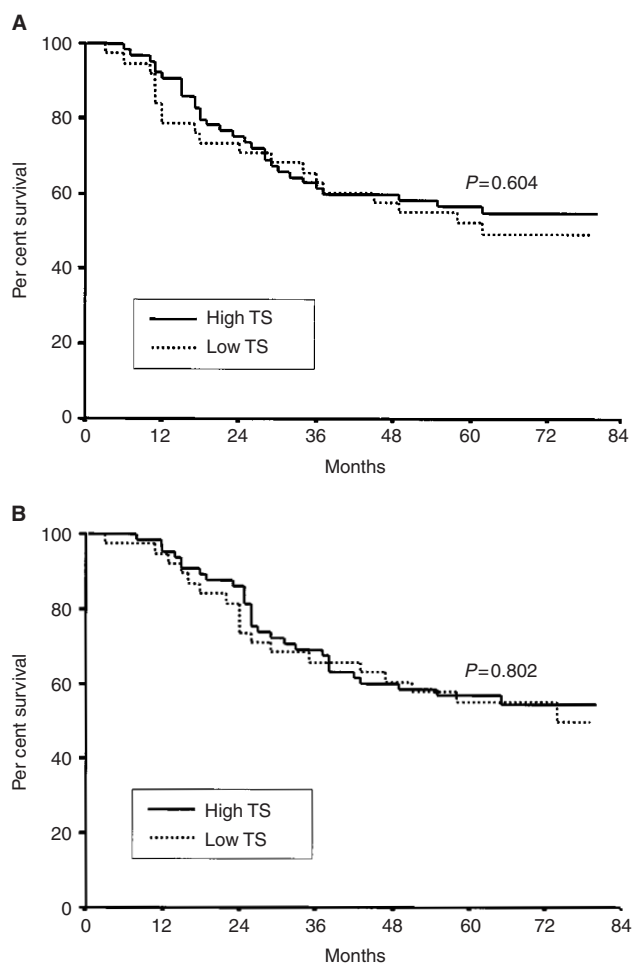 A
100
80
60
40
20
0
Per cent survival
P=0.604
High TS
Low TS
0 12 24 36 48 60 72 84
Months
B
100
80
60
40
20
0
Per cent survival
P=0.802
High TS
Low TS
0 12 24 36 48 60 72 84
Months